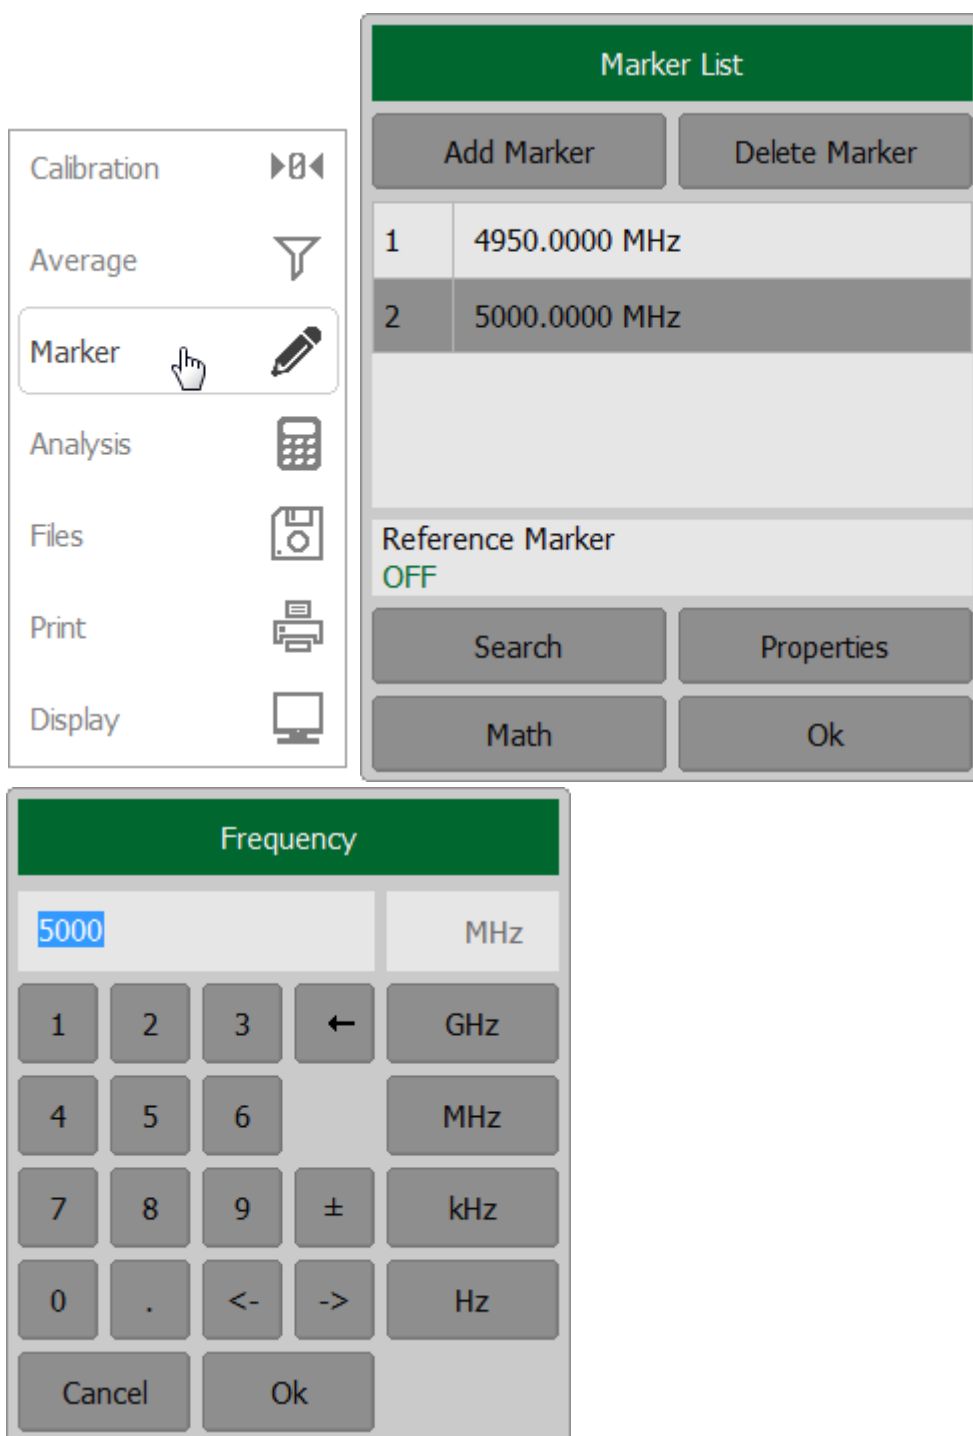 Calibration
Average
Marker
Analysis
Files
Print
Display
Marker List
Add Marker Delete Marker
1 4950.0000 MHz
2 5000.0000 MHz
Reference Marker
OFF
Search Properties
Math Ok
Frequency
5000 MHz
1 2 3 ← GHz
4 5 6 MHz
7 8 9 ± kHz
0 . <- -> Hz
Cancel Ok